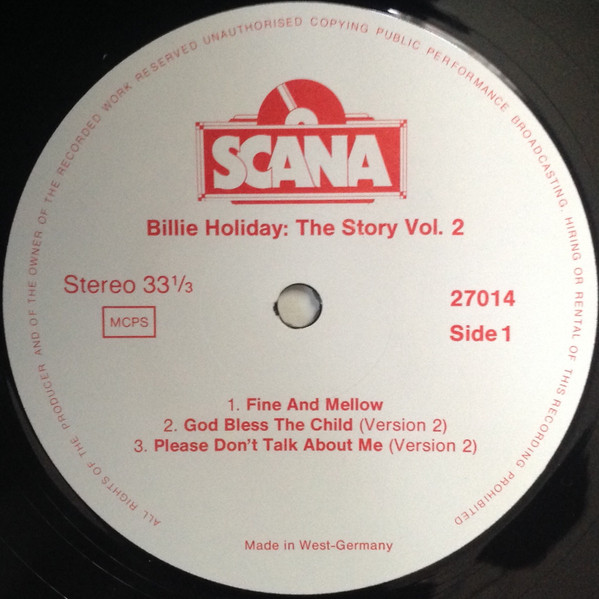 ALL RIGHTS OF THE PRODUCER AND OF THE OWNER OF THE RECORDED WORK RESERVED UNAUTHORISED COPYING PUBLIC PERFORMANCE BROADCASTING, HIRING OR RENTAL OF THIS RECORDING PROHIBITED
SCANA
Billie Holiday: The Story Vol. 2
Stereo 33 1/3
MCPS
27014
Side 1
1. Fine And Mellow
2. God Bless The Child (Version 2)
3. Please Don't Talk About Me (Version 2)
Made in West-Germany